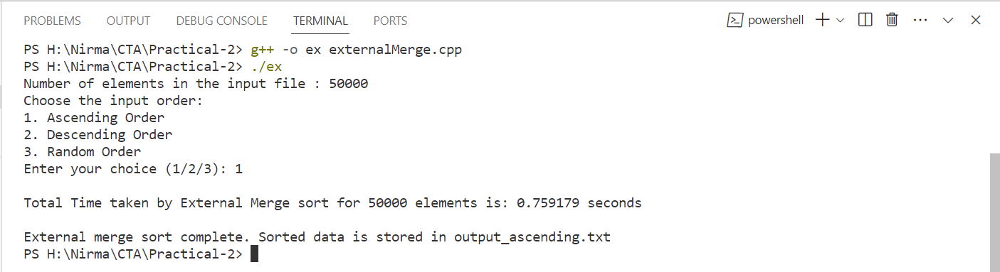 PROBLEMS OUTPUT DEBUG CONSOLE TERMINAL PORTS powershell
PS H:\Nirma\CTA\Practical-2> g++ -o ex externalMerge.cpp
PS H:\Nirma\CTA\Practical-2> ./ex
Number of elements in the input file : 50000
Choose the input order:
1. Ascending Order
2. Descending Order
3. Random Order
Enter your choice (1/2/3): 1
Total Time taken by External Merge sort for 50000 elements is: 0.759179 seconds
External merge sort complete. Sorted data is stored in output_ascending.txt
PS H:\Nirma\CTA\Practical-2>